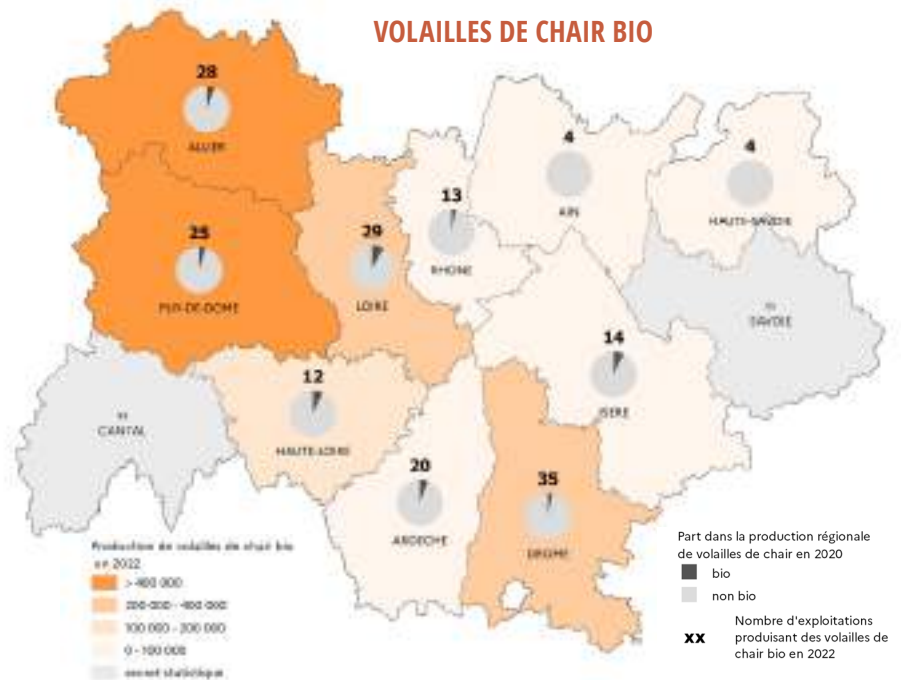 VOLAILLES DE CHAIR BIO
28
ALLIER
4
AIN
4
HAUTE-SAVOIE
13
RHONE
25
PUY-DE-DOME
29
LOIRE
SAVOIE
14
ISERE
12
HAUTE-LOIRE
CANTAL
20
ARDECHE
35
DROME
Production de volailles de chair bio
en 2022
> 400 000
200 000 - 400 000
100 000 - 200 000
0 - 100 000
secret statistique
Part dans la production régionale
de volailles de chair en 2020
bio
non bio
xx
Nombre d'exploitations
produisant des volailles de
chair bio en 2022